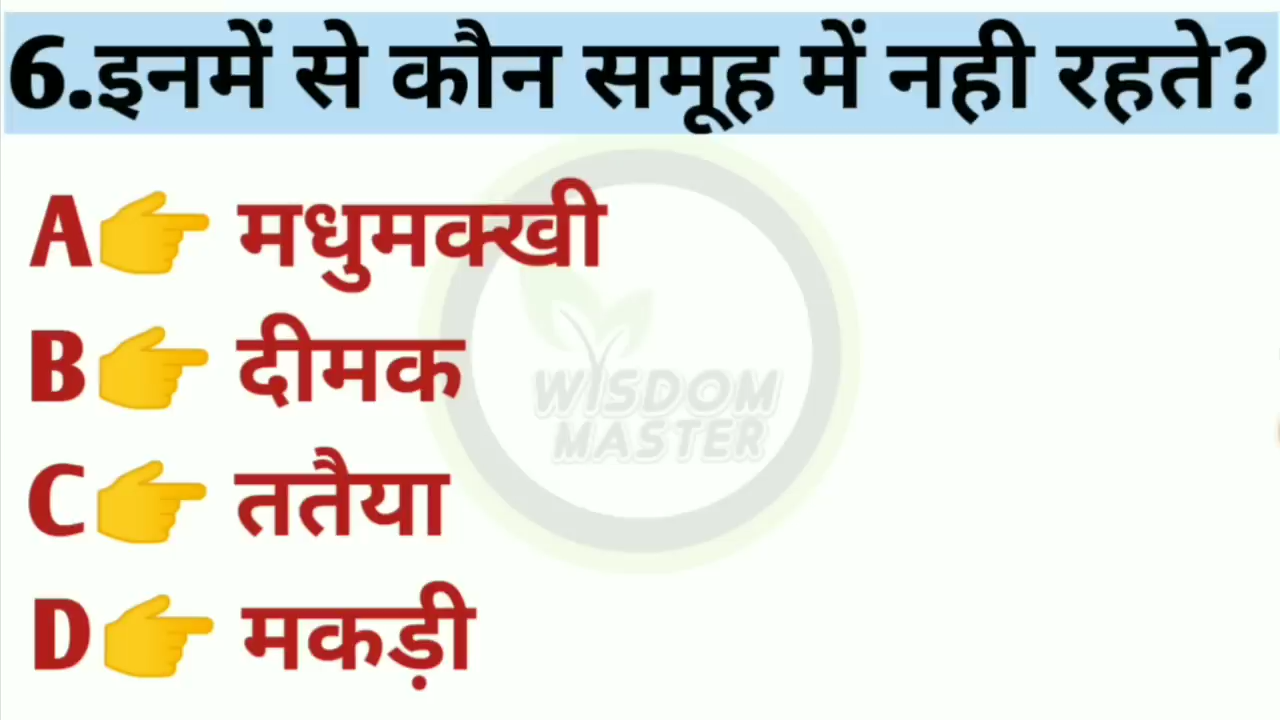 6.इनमें से कौन समूह में नही रहते?
A👉 मधुमक्खी
B👉 दीमक
C👉 ततैया
D👉 मकड़ी
WISDOM
MASTER